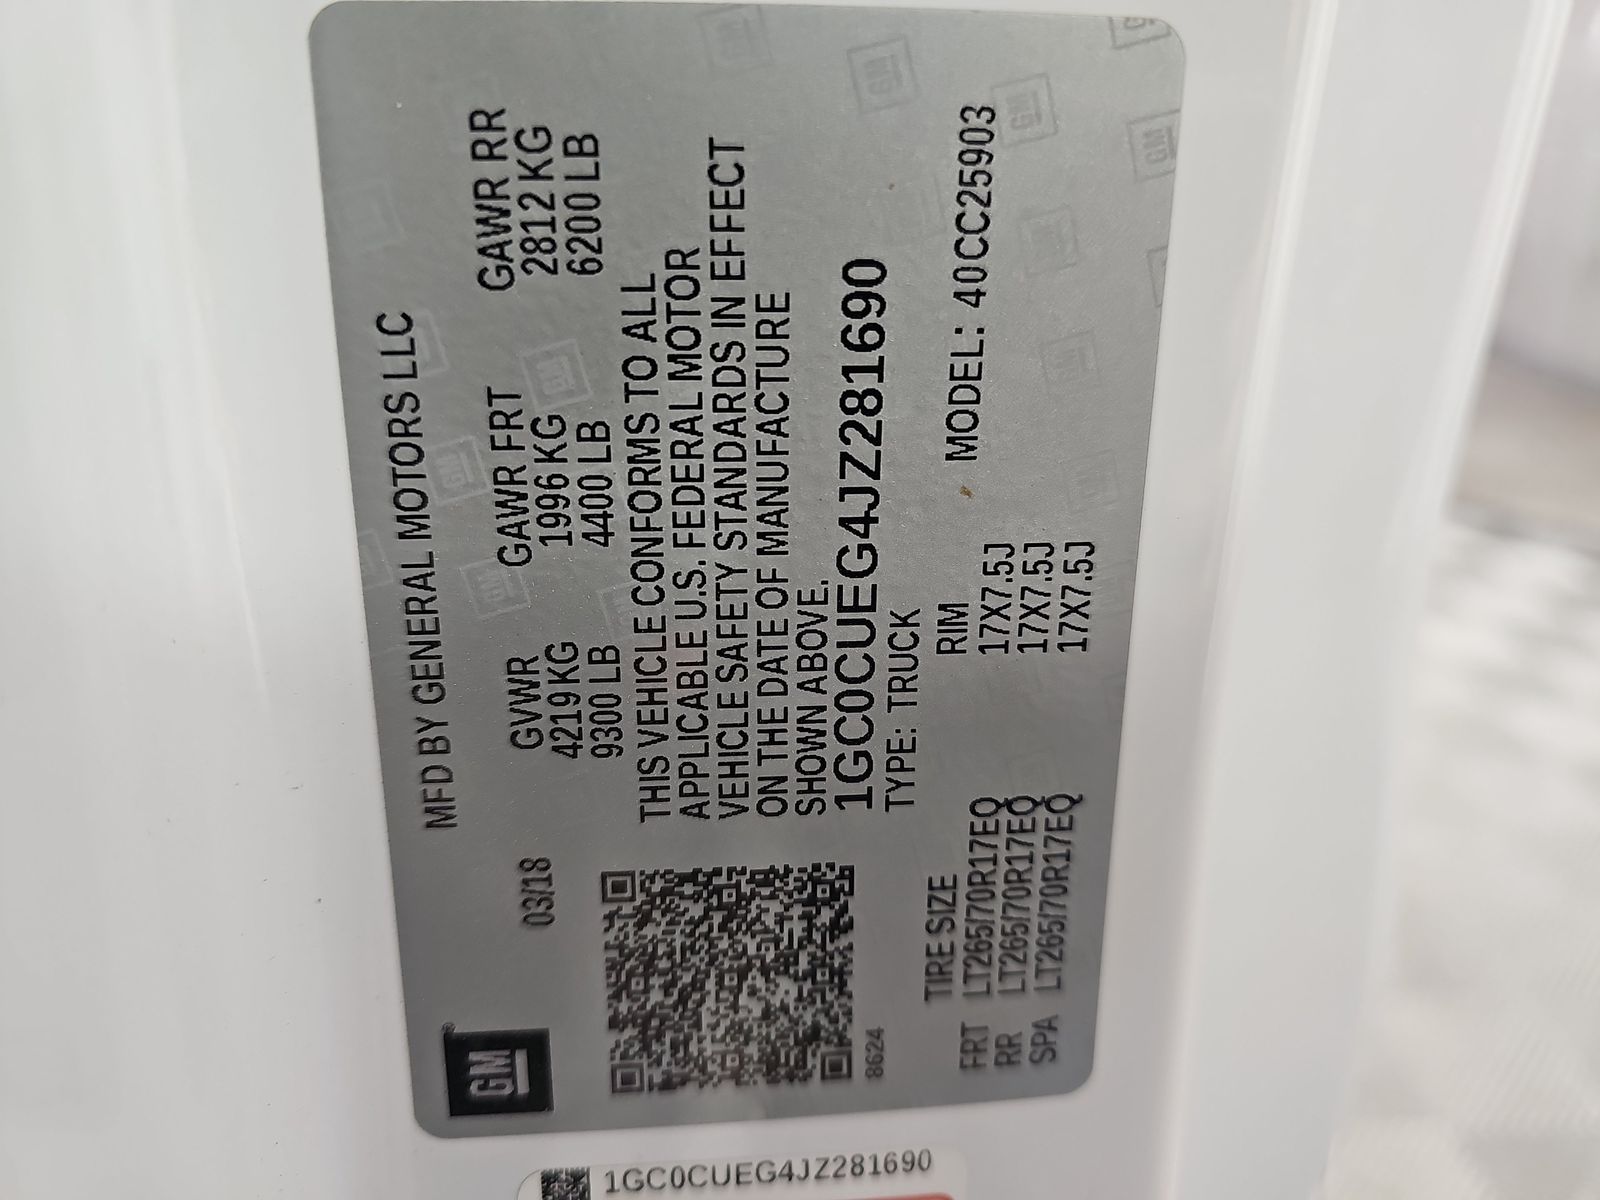 GM
03/18
MFD BY GENERAL MOTORS LLC
GVWR GAWR FRT GAWR RR
4219 KG 1996 KG 2812 KG
9300 LB 4400 LB 6200 LB
THIS VEHICLE CONFORMS TO ALL
APPLICABLE U.S. FEDERAL MOTOR
VEHICLE SAFETY STANDARDS IN EFFECT
ON THE DATE OF MANUFACTURE
SHOWN ABOVE.
1GC0CUEG4JZ281690
8624
TYPE: TRUCK
TIRE SIZE RIM MODEL: 40CC25903
FRT LT265/70R17EQ 17X7.5J
RR LT265/70R17EQ 17X7.5J
SPA LT265/70R17EQ 17X7.5J
1GC0CUEG4JZ281690